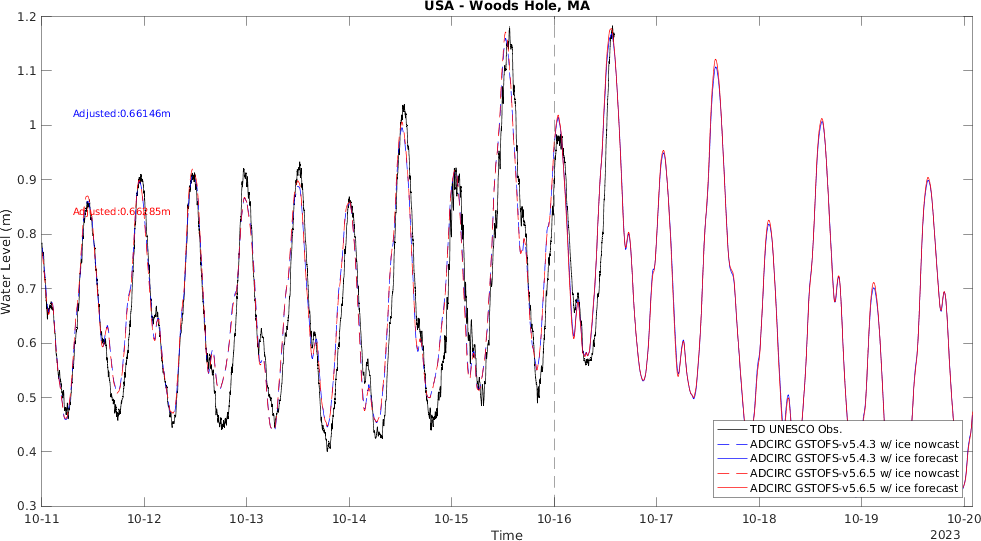 USA - Woods Hole, MA
1.2
1.1
1
0.9
0.8
0.7
0.6
0.5
0.4
0.3
Water Level (m)
Adjusted:0.66146m
Adjusted:0.66285m
TD UNESCO Obs.
ADCIRC GSTOFS-v5.4.3 w/ ice nowcast
ADCIRC GSTOFS-v5.4.3 w/ ice forecast
ADCIRC GSTOFS-v5.6.5 w/ ice nowcast
ADCIRC GSTOFS-v5.6.5 w/ ice forecast
10-11 10-12 10-13 10-14 10-15 10-16 10-17 10-18 10-19 10-20
Time
2023